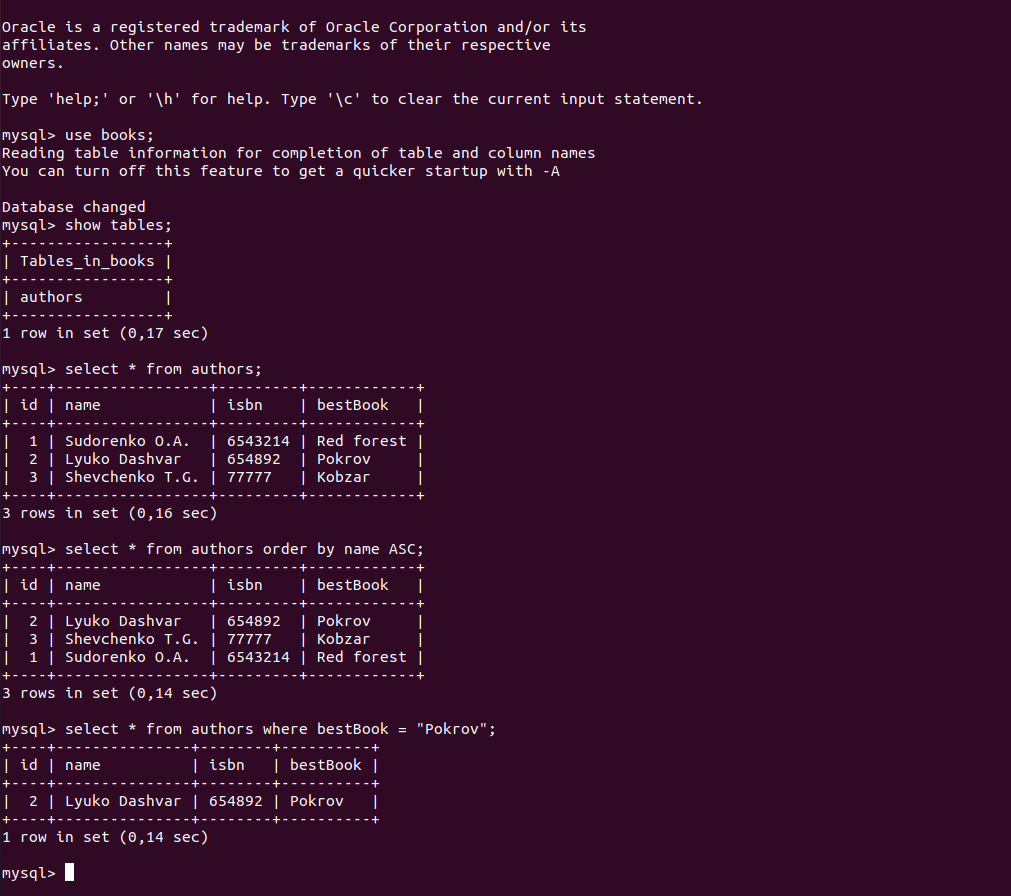 Oracle is a registered trademark of Oracle Corporation and/or its
affiliates. Other names may be trademarks of their respective
owners.
Type 'help;' or '\h' for help. Type '\c' to clear the current input statement.
mysql> use books;
Reading table information for completion of table and column names
You can turn off this feature to get a quicker startup with -A
Database changed
mysql> show tables;
+-----------------+
| Tables_in_books |
+-----------------+
| authors         |
+-----------------+
1 row in set (0,17 sec)
mysql> select * from authors;
+----+-----------------+---------+------------+
| id | name            | isbn    | bestBook   |
+----+-----------------+---------+------------+
|  1 | Sudorenko O.A.  | 6543214 | Red forest |
|  2 | Lyuko Dashvar   | 654892  | Pokrov     |
|  3 | Shevchenko T.G. | 77777   | Kobzar     |
+----+-----------------+---------+------------+
3 rows in set (0,16 sec)
mysql> select * from authors order by name ASC;
+----+-----------------+---------+------------+
| id | name            | isbn    | bestBook   |
+----+-----------------+---------+------------+
|  2 | Lyuko Dashvar   | 654892  | Pokrov     |
|  3 | Shevchenko T.G. | 77777   | Kobzar     |
|  1 | Sudorenko O.A.  | 6543214 | Red forest |
+----+-----------------+---------+------------+
3 rows in set (0,14 sec)
mysql> select * from authors where bestBook = "Pokrov";
+----+---------------+--------+----------+
| id | name          | isbn   | bestBook |
+----+---------------+--------+----------+
|  2 | Lyuko Dashvar | 654892 | Pokrov   |
+----+---------------+--------+----------+
1 row in set (0,14 sec)
mysql>